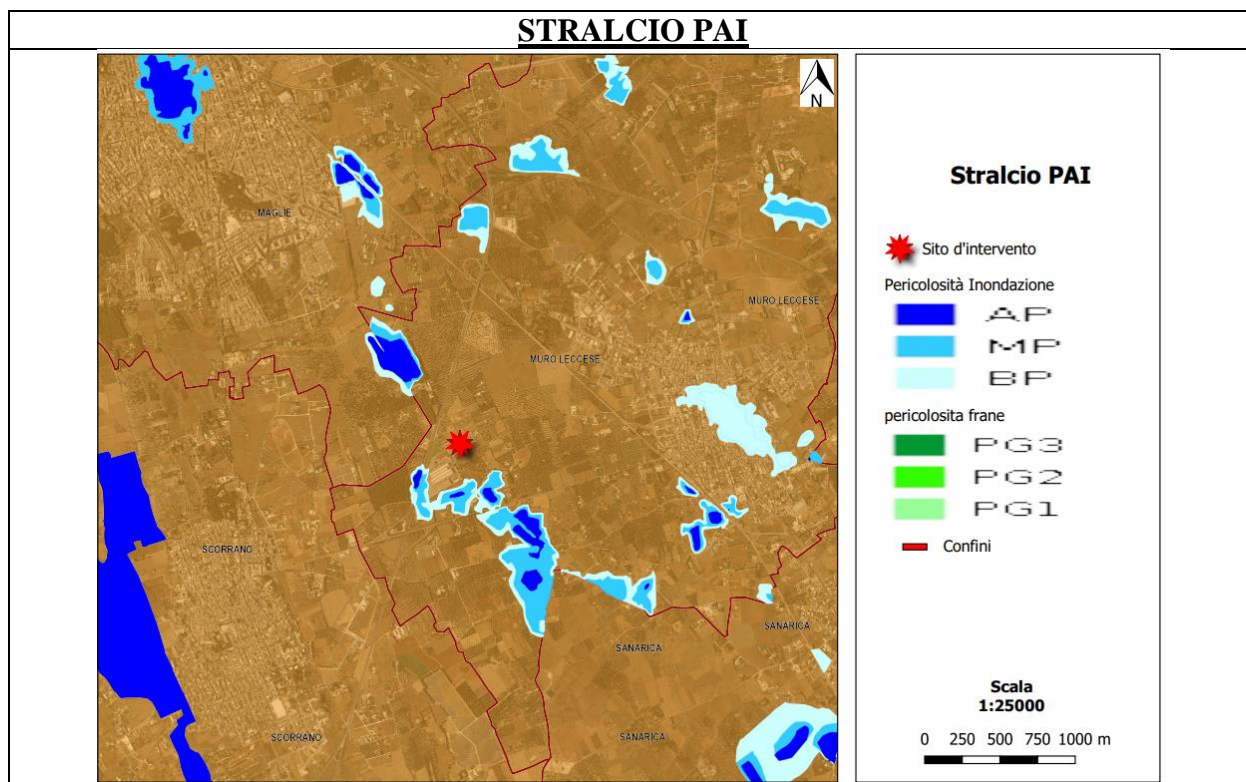 STRALCIO PAI
N
MAGLIE
MURO LECCESE
MURO LECCESE
SCORRANO
SANARICA
SANARICA
SCORRANO
SANARICA
Stralcio PAI
Sito d'intervento
Pericolosità Inondazione
AP
MP
BP
pericolosita frane
PG3
PG2
PG1
Confini
Scala
1:25000
0 250 500 750 1000 m